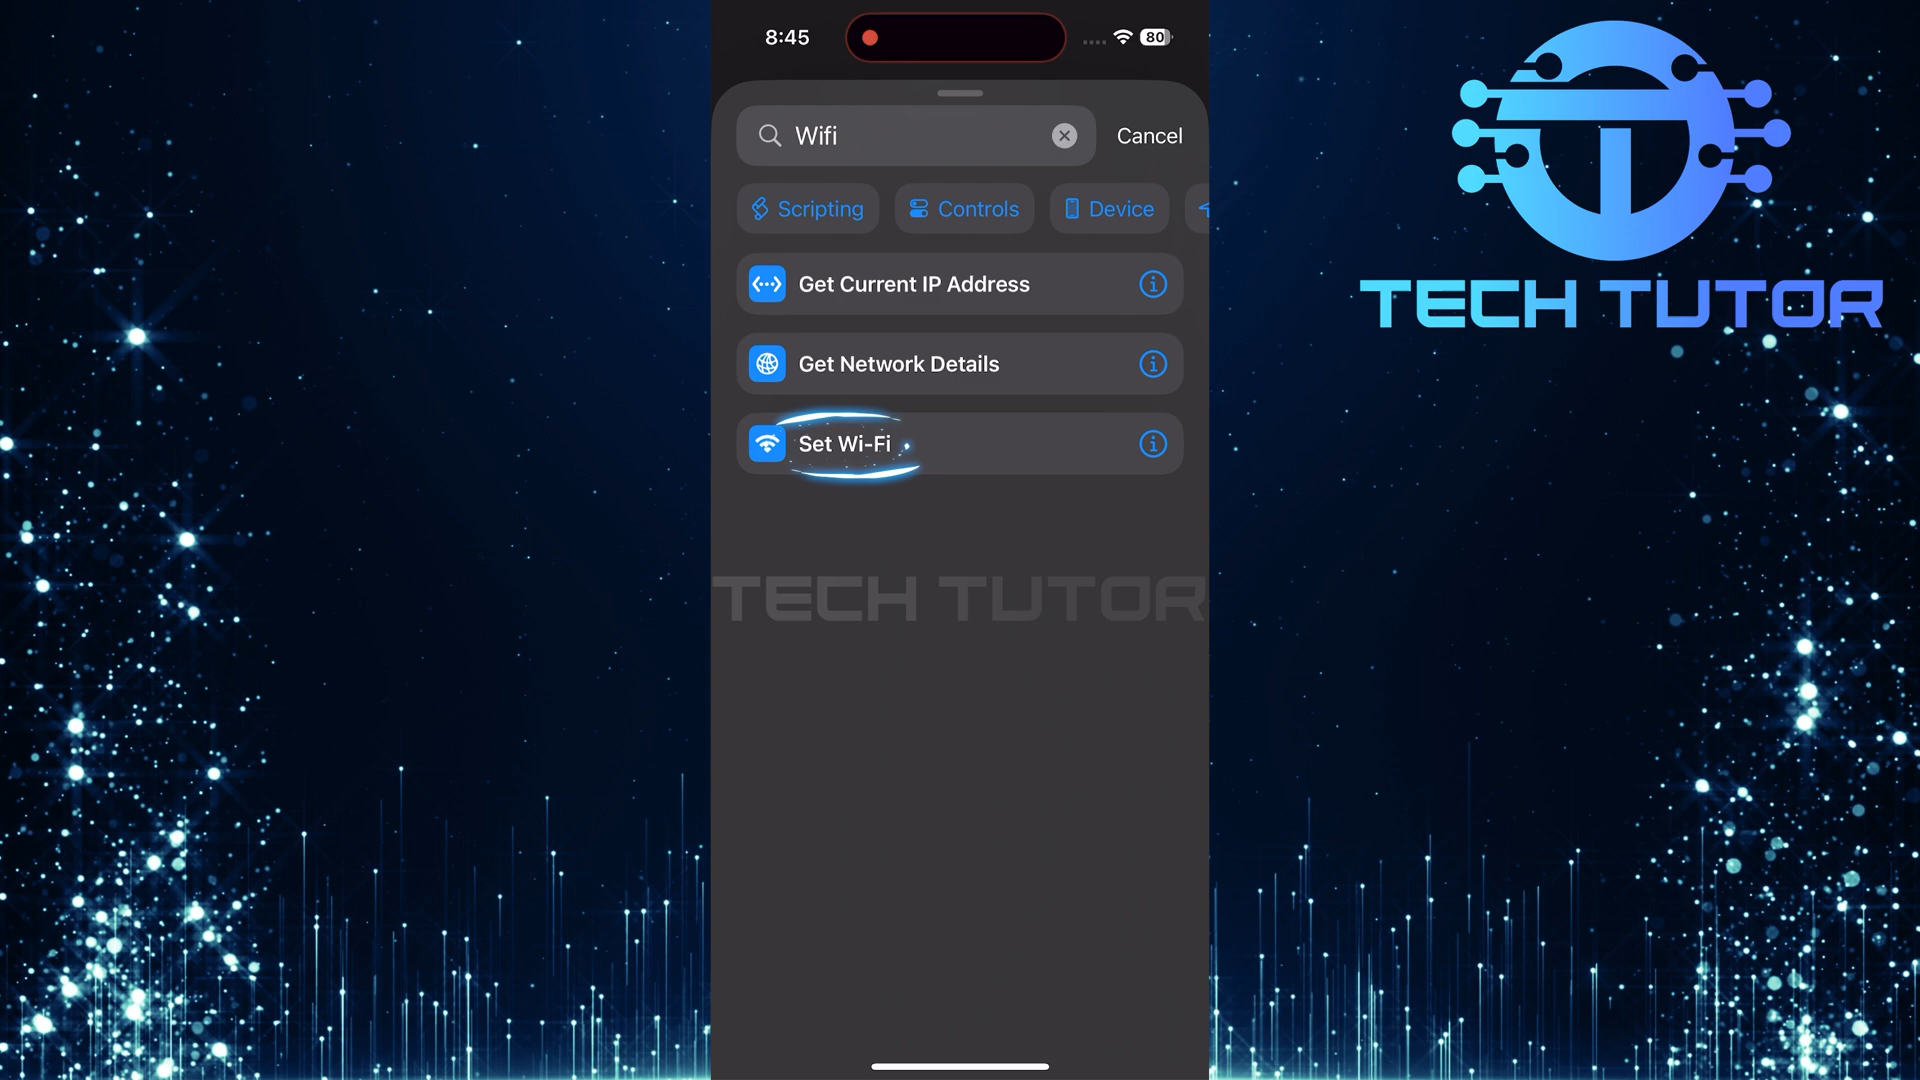 8:45
80
Wifi
Cancel
Scripting
Controls
Device
Get Current IP Address
Get Network Details
Set Wi-Fi
TECH TUTOR
TECH TUTOR